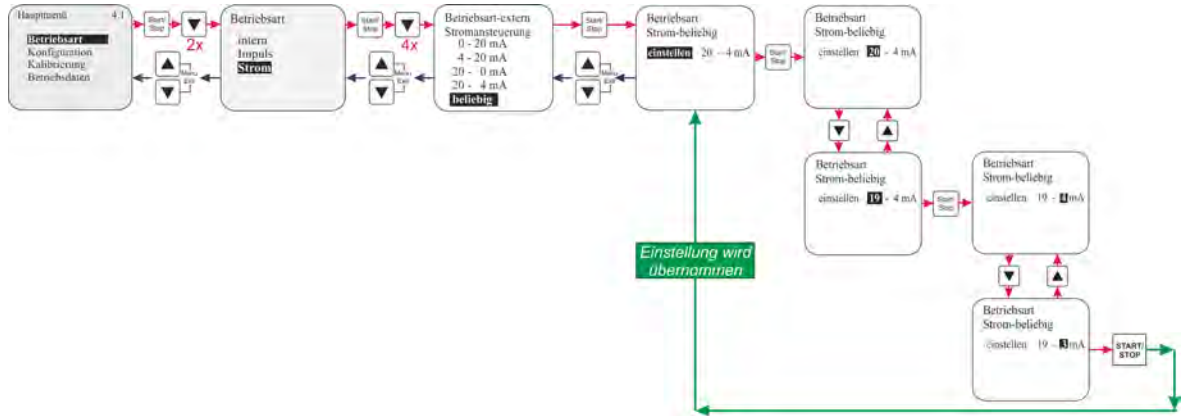 Hauptmenü 4.1
Betriebsart
Konfiguration
Kalibrierung
Betriebsdaten
Start/
Stop
2x
Menu
Exit
Betriebsart
intern
Impuls
Strom
Start/
Stop
4x
Menu
Exit
Betriebsart-extern
Stromansteuerung
0 - 20 mA
4 - 20 mA
20 - 0 mA
20 - 4 mA
beliebig
Start/
Stop
Menu
Exit
Betriebsart
Strom-beliebig
einstellen 20 - 4 mA
Start/
Stop
Betriebsart
Strom-beliebig
einstellen 20 - 4 mA
Betriebsart
Strom-beliebig
einstellen 19 - 4 mA
Start/
Stop
Betriebsart
Strom-beliebig
einstellen 19 - 4 mA
Betriebsart
Strom-beliebig
einstellen 19 - 3 mA
START/
STOP
Einstellung wird
übernommen